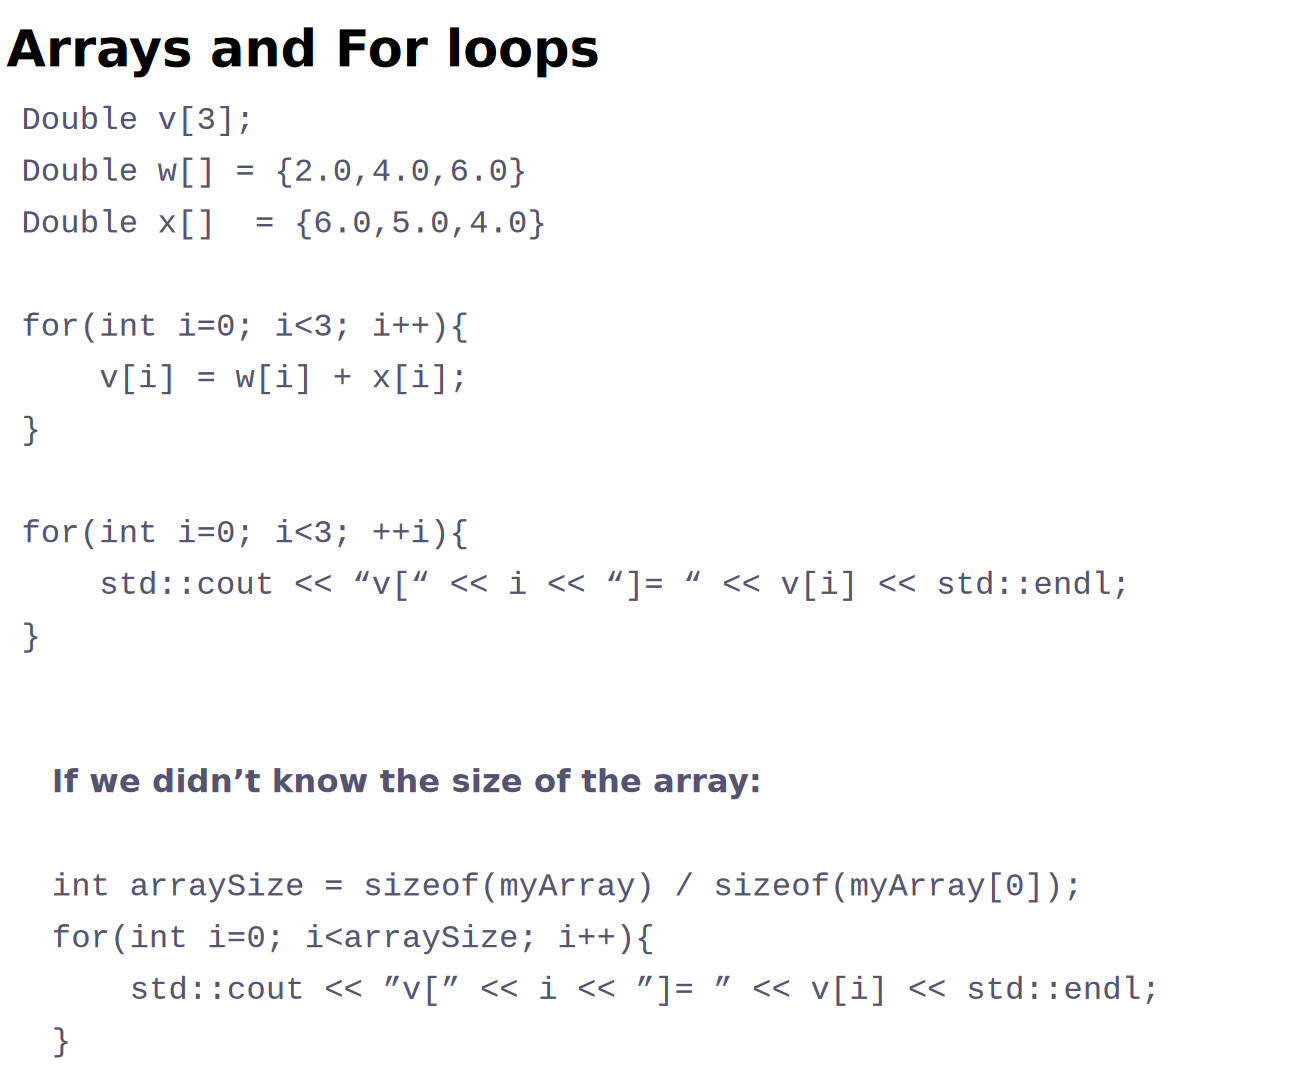 Arrays and For loops
Double v[3];
Double w[] = {2.0,4.0,6.0}
Double x[]  = {6.0,5.0,4.0}
for(int i=0; i<3; i++){
    v[i] = w[i] + x[i];
}
for(int i=0; i<3; ++i){
    std::cout << “v[“ << i << “]= “ << v[i] << std::endl;
}
If we didn’t know the size of the array:
int arraySize = sizeof(myArray) / sizeof(myArray[0]);
for(int i=0; i<arraySize; i++){
    std::cout << ”v[” << i << ”]= ” << v[i] << std::endl;
}